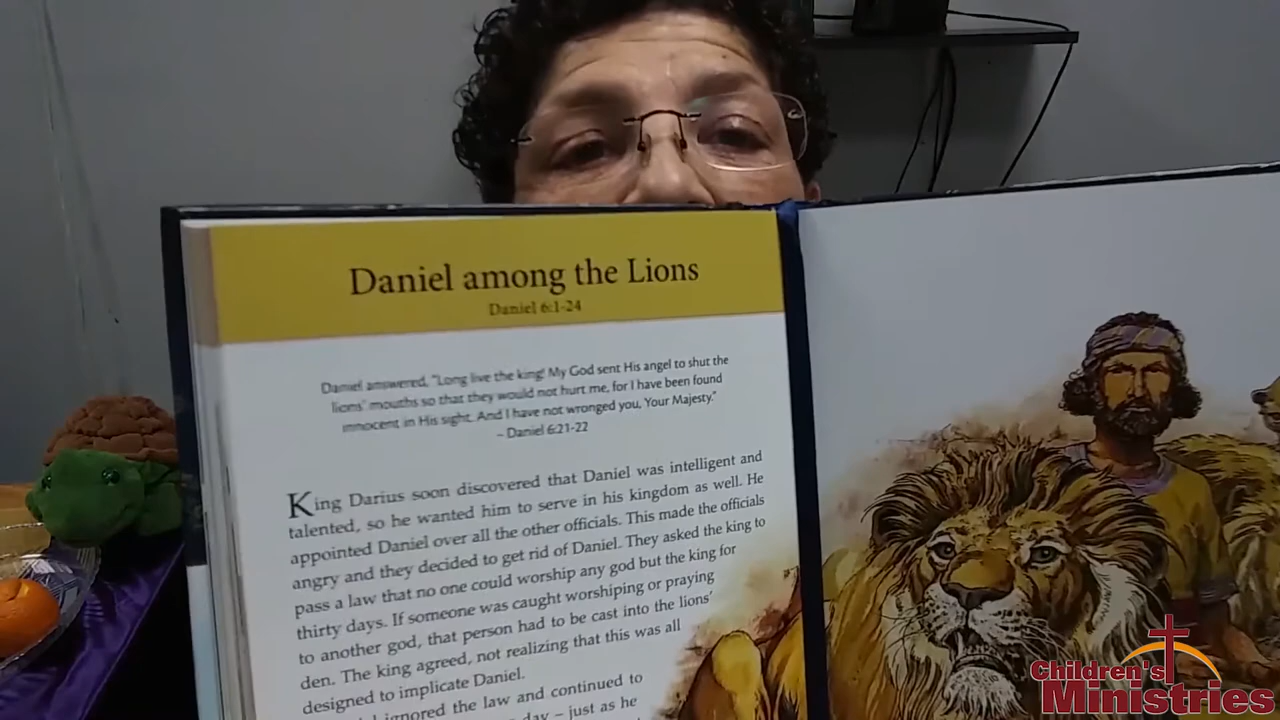 Daniel among the Lions
Daniel 6:1-24
Daniel answered, "Long live the king! My God sent His angel to shut the
lions' mouths so that they would not hurt me, for I have been found
innocent in His sight. And I have not wronged you, Your Majesty."
– Daniel 6:21-22
King Darius soon discovered that Daniel was intelligent and
talented, so he wanted him to serve in his kingdom as well. He
appointed Daniel over all the other officials. This made the officials
angry and they decided to get rid of Daniel. They asked the king to
pass a law that no one could worship any god but the king for
thirty days. If someone was caught worshiping or praying
to another god, that person had to be cast into the lions'
den. The king agreed, not realizing that this was all
designed to implicate Daniel.
ignored the law and continued to
day – just as he
Children's
Ministries